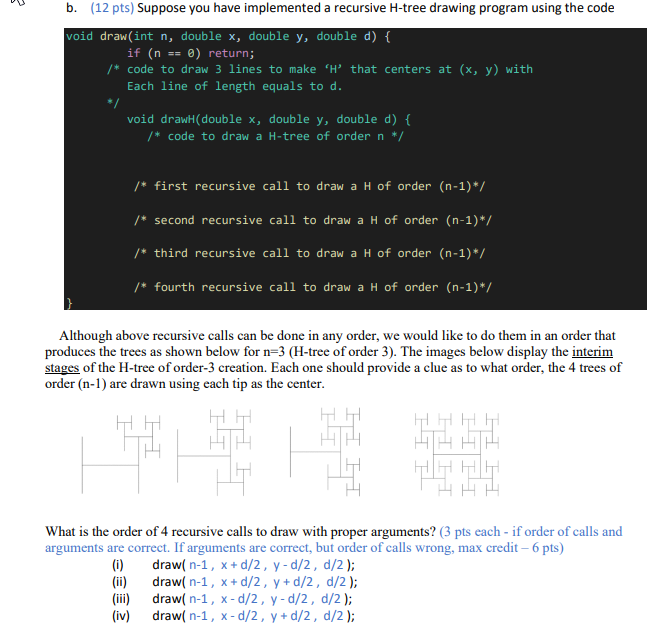 b. (12 pts) Suppose you have implemented a recursive H-tree drawing program using the code
void draw(int n, double x, double y, double d) {
if (n == 0) return;
/* code to draw 3 lines to make ‘H’ that centers at (x, y) with
Each line of length equals to d.
*/
void drawH(double x, double y, double d) {
/* code to draw a H-tree of order n */
/* first recursive call to draw a H of order (n-1)*/
/* second recursive call to draw a H of order (n-1)*/
/* third recursive call to draw a H of order (n-1)*/
/* fourth recursive call to draw a H of order (n-1)*/
}
Although above recursive calls can be done in any order, we would like to do them in an order that
produces the trees as shown below for n=3 (H-tree of order 3). The images below display the interim
stages of the H-tree of order-3 creation. Each one should provide a clue as to what order, the 4 trees of
order (n-1) are drawn using each tip as the center.
What is the order of 4 recursive calls to draw with proper arguments? (3 pts each - if order of calls and
arguments are correct. If arguments are correct, but order of calls wrong, max credit – 6 pts)
(i) draw( n-1 , x + d/2 , y - d/2 , d/2 );
(ii) draw( n-1 , x + d/2 , y + d/2 , d/2 );
(iii) draw( n-1 , x - d/2 , y - d/2 , d/2 );
(iv) draw( n-1 , x - d/2 , y + d/2 , d/2 );